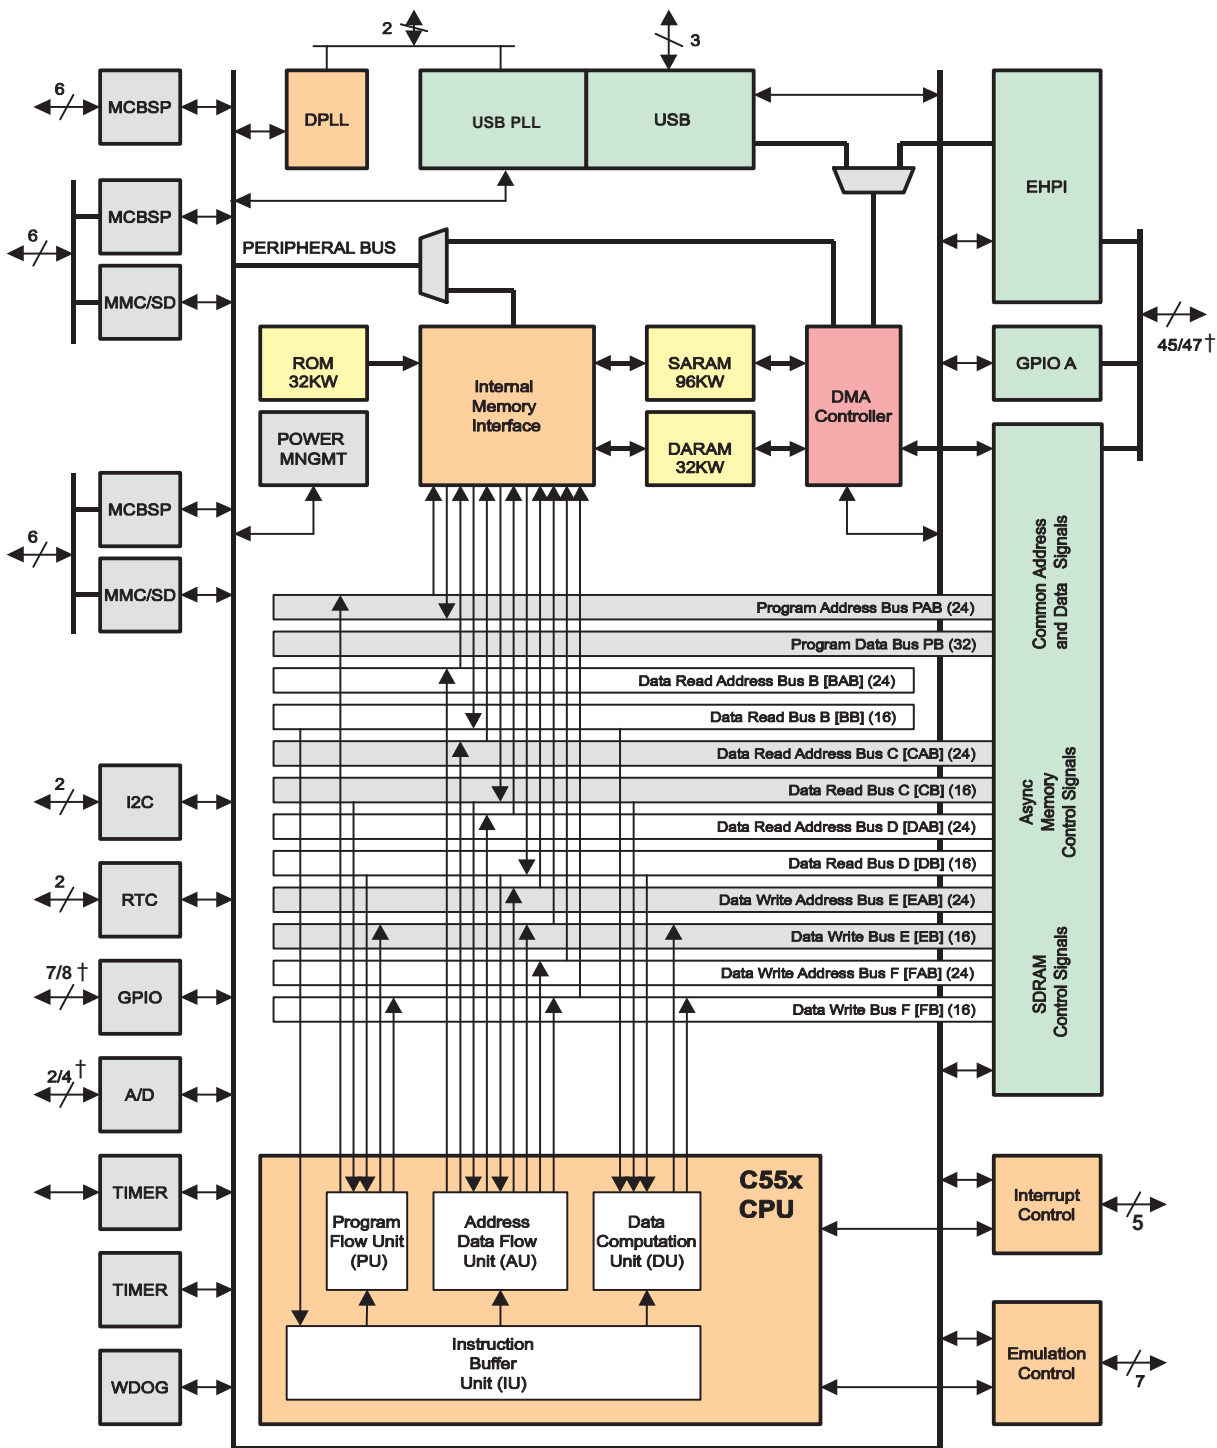 2
3
6
MCBSP
DPLL
USB PLL
USB
EHPI
MCBSP
6
PERIPHERAL BUS
MMC/SD
45/47†
ROM
32KW
Internal
Memory
Interface
SARAM
96KW
DMA
Controller
GPIO A
POWER
MNGMT
DARAM
32KW
MCBSP
6
MMC/SD
Common Address
and Data Signals
Program Address Bus PAB (24)
Program Data Bus PB (32)
Data Read Address Bus B [BAB] (24)
Data Read Bus B [BB] (16)
Data Read Address Bus C [CAB] (24)
Data Read Bus C [CB] (16)
Data Read Address Bus D [DAB] (24)
Data Read Bus D [DB] (16)
Data Write Address Bus E [EAB] (24)
Data Write Bus E [EB] (16)
Data Write Address Bus F [FAB] (24)
Data Write Bus F [FB] (16)
Async
Memory
Control Signals
SDRAM
Control Signals
2
I2C
2
RTC
7/8 †
GPIO
2/4 †
A/D
TIMER
TIMER
WDOG
C55x
CPU
Program
Flow Unit
(PU)
Address
Data Flow
Unit (AU)
Data
Computation
Unit (DU)
Instruction
Buffer
Unit (IU)
Interrupt
Control
5
Emulation
Control
7